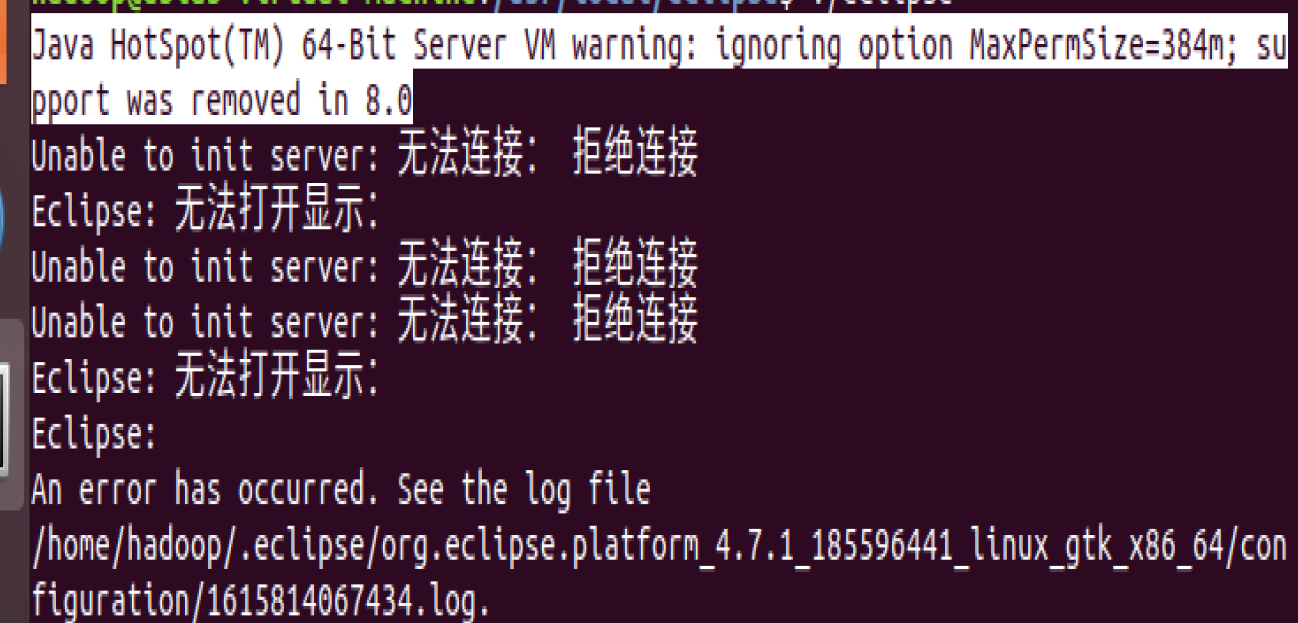 Java HotSpot(TM) 64-Bit Server VM warning: ignoring option MaxPermSize=384m; su
pport was removed in 8.0
Unable to init server: 无法连接： 拒绝连接
Eclipse: 无法打开显示：
Unable to init server: 无法连接： 拒绝连接
Unable to init server: 无法连接： 拒绝连接
Eclipse: 无法打开显示：
Eclipse:
An error has occurred. See the log file
/home/hadoop/.eclipse/org.eclipse.platform_4.7.1_185596441_linux_gtk_x86_64/con
figuration/1615814067434.log.